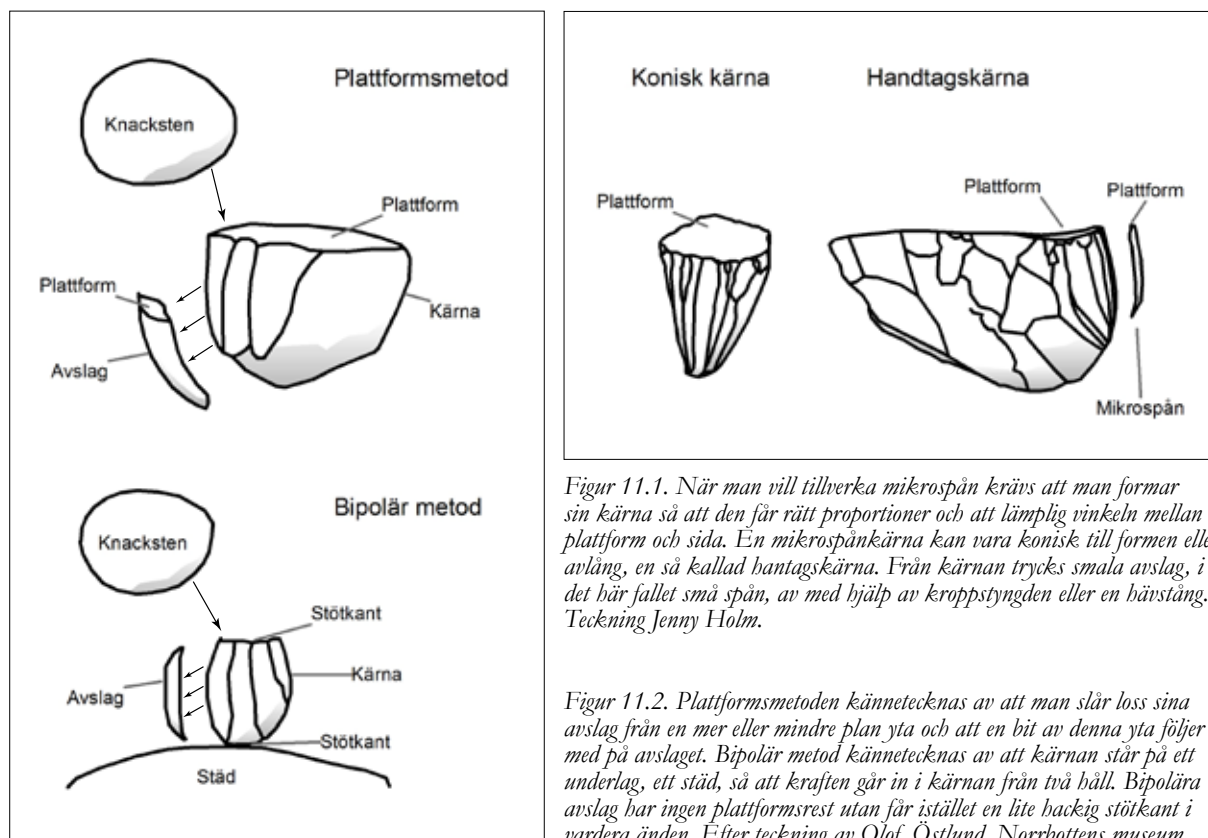 Plattformsmetod
Knacksten
Plattform
Plattform
Kärna
Avslag
Bipolär metod
Knacksten
Stötkant
Kärna
Avslag
Stötkant
Städ
Konisk kärna
Handtagskärna
Plattform
Plattform
Plattform
Mikrospån
Figur 11.1. När man vill tillverka mikrospån krävs att man formar
sin kärna så att den får rätt proportioner och att lämplig vinkeln mellan
plattform och sida. En mikrospånkärna kan vara konisk till formen elle
avlång, en så kallad hantagskärna. Från kärnan trycks smala avslag, i
det här fallet små spån, av med hjälp av kroppstyngden eller en hävstång.
Teckning Jenny Holm.
Figur 11.2. Plattformsmetoden kännetecknas av att man slår loss sina
avslag från en mer eller mindre plan yta och att en bit av denna yta följer
med på avslaget. Bipolär metod kännetecknas av att kärnan står på ett
underlag, ett städ, så att kraften går in i kärnan från två håll. Bipolära
avslag har ingen plattformsrest utan får istället en lite hackig stötkant i
vardera änden. Efter teckning av Olof Östlund, Norrbottens museum